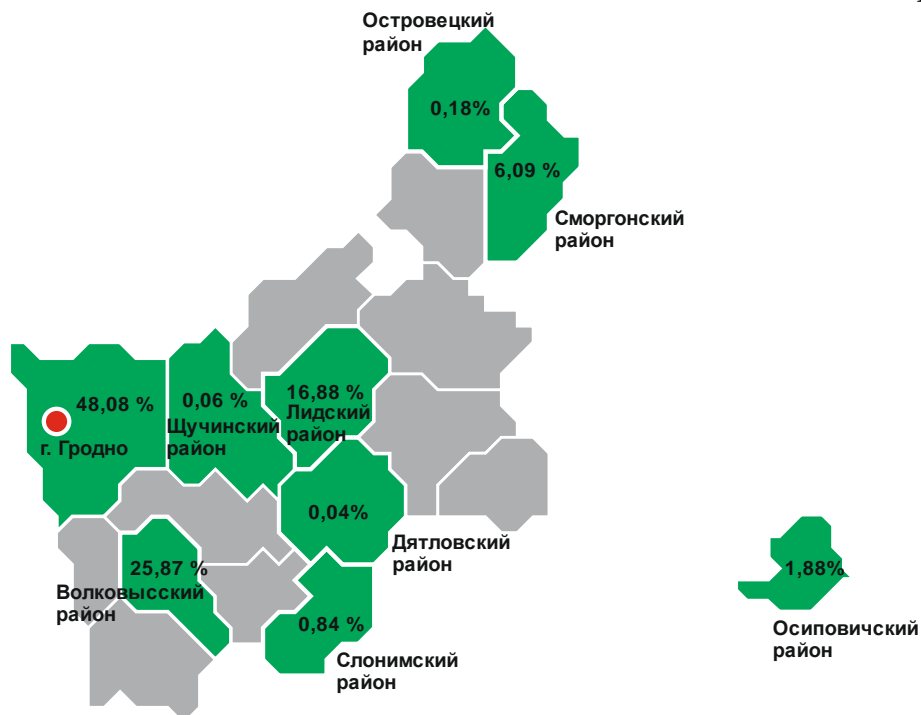 Островецкий
район
0,18%
6,09 %
Сморгонский
район
48,08 %
г. Гродно
0,06 %
Щучинский
район
16,88 %
Лидский
район
0,04%
Дятловский
район
25,87 %
Волковысский
район
0,84 %
Слонимский
район
1,88%
Осиповичский
район